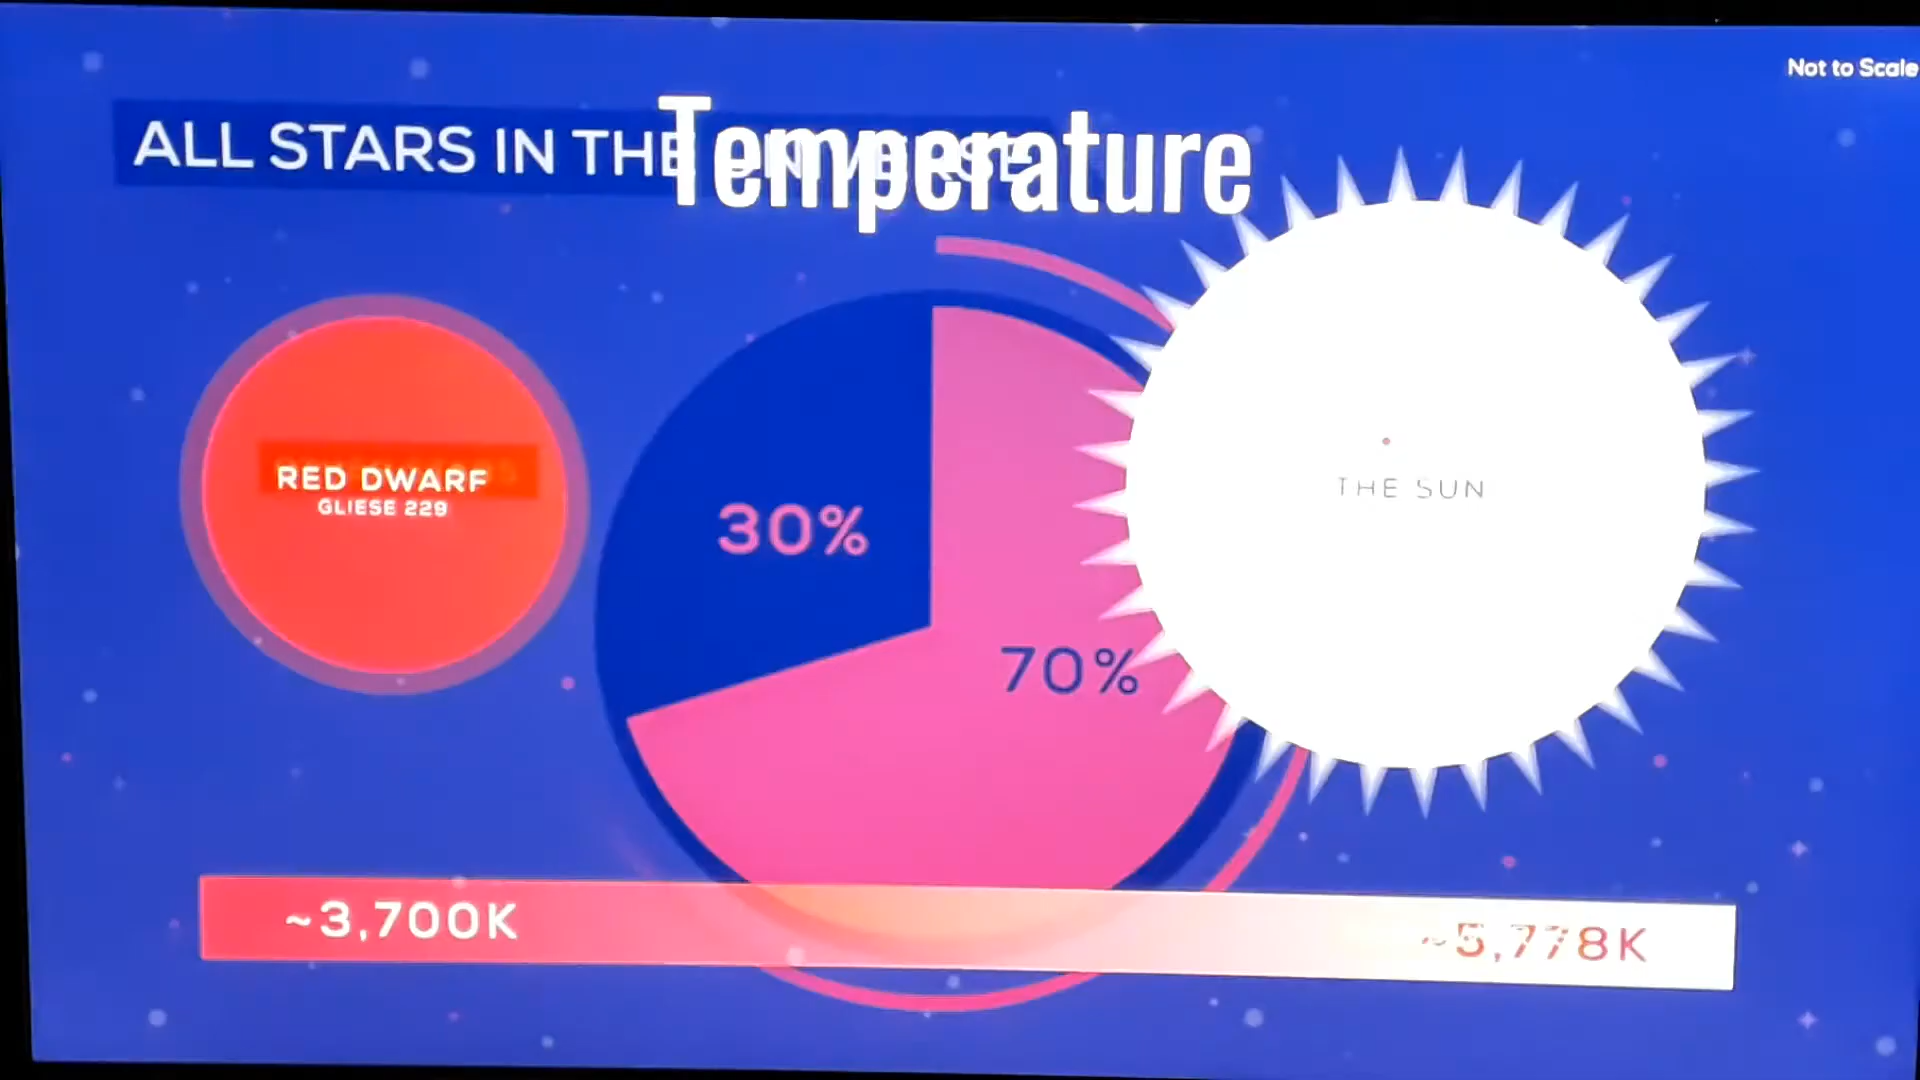 Not to Scale
ALL STARS IN THE UNIVERSE
Temperature
RED DWARF
GLIESE 229
THE SUN
30%
70%
~3,700K
~5,778K